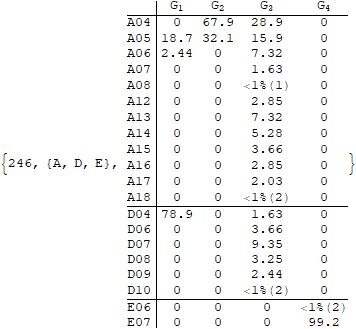 G1 G2 G3 G4
A04 0 67.9 28.9 0
A05 18.7 32.1 15.9 0
A06 2.44 0 7.32 0
A07 0 0 1.63 0
A08 0 0 <1%(1) 0
A12 0 0 2.85 0
A13 0 0 7.32 0
A14 0 0 5.28 0
A15 0 0 3.66 0
{246, {A, D, E}, A16 0 0 2.85 0 }
A17 0 0 2.03 0
A18 0 0 <1%(2) 0
D04 78.9 0 1.63 0
D06 0 0 3.66 0
D07 0 0 9.35 0
D08 0 0 3.25 0
D09 0 0 2.44 0
D10 0 0 <1%(2) 0
E06 0 0 0 <1%(2)
E07 0 0 0 99.2